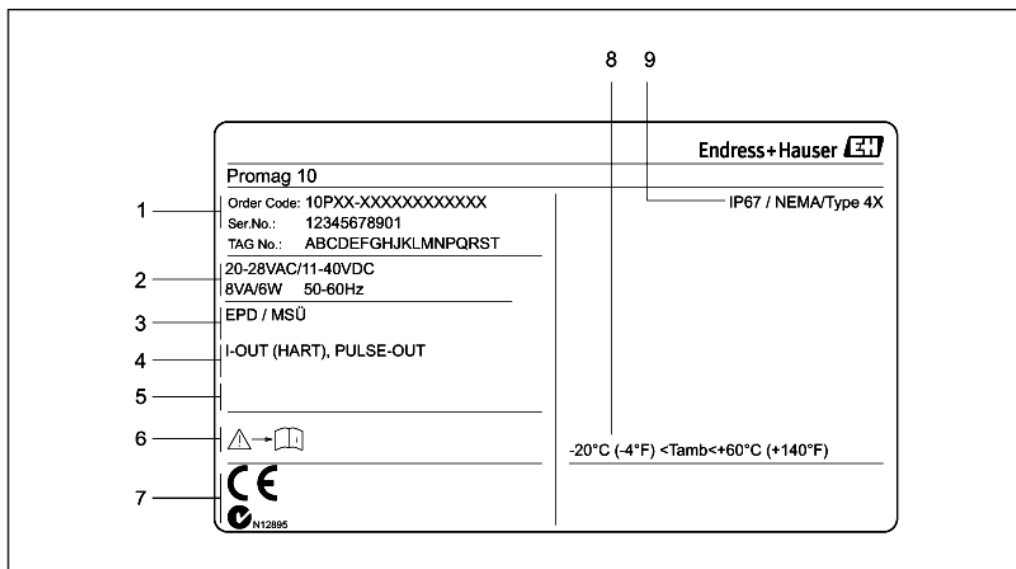 8 9
Endress+Hauser EH
Promag 10
1
Order Code: 10PXX-XXXXXXXXXXXX
Ser.No.: 12345678901
TAG No.: ABCDEFGHJKLMNPQRST
IP67 / NEMA/Type 4X
2
20-28VAC/11-40VDC
8VA/6W 50-60Hz
3
EPD / MSÜ
4
I-OUT (HART), PULSE-OUT
5
6
-20°C (-4°F) <Tamb<+60°C (+140°F)
7
CE
N12895